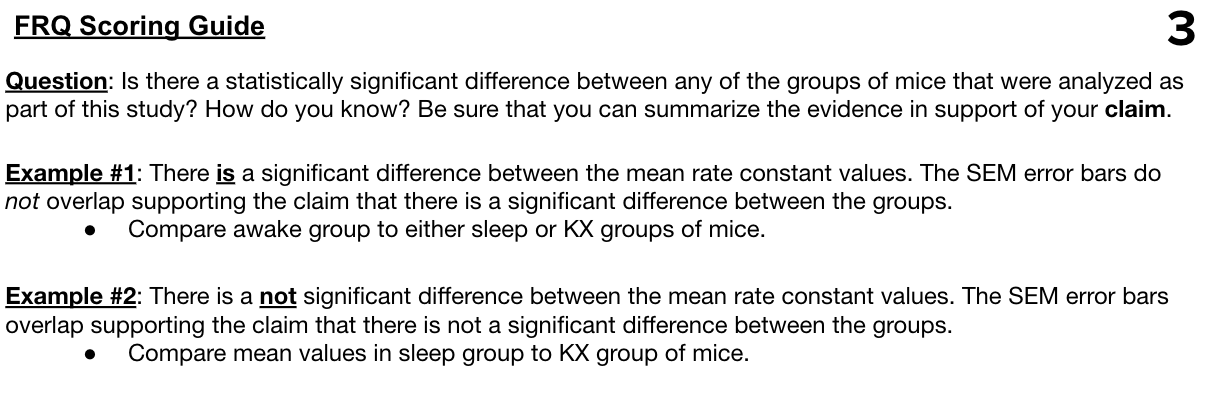 FRQ Scoring Guide
3
Question: Is there a statistically significant difference between any of the groups of mice that were analyzed as
part of this study? How do you know? Be sure that you can summarize the evidence in support of your claim.
Example #1: There is a significant difference between the mean rate constant values. The SEM error bars do
not overlap supporting the claim that there is a significant difference between the groups.
● Compare awake group to either sleep or KX groups of mice.
Example #2: There is a not significant difference between the mean rate constant values. The SEM error bars
overlap supporting the claim that there is not a significant difference between the groups.
● Compare mean values in sleep group to KX group of mice.